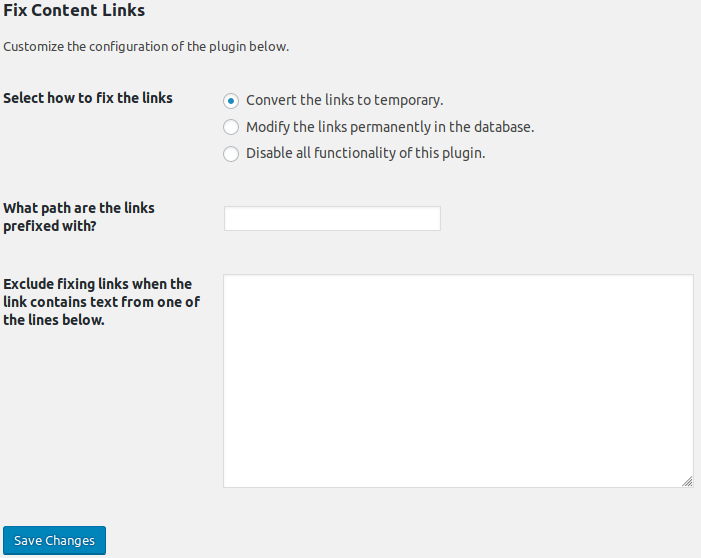 Fix Content Links
Customize the configuration of the plugin below.
Select how to fix the links
Convert the links to temporary.
Modify the links permanently in the database.
Disable all functionality of this plugin.
What path are the links
prefixed with?
Exclude fixing links when the
link contains text from one of
the lines below.
Save Changes